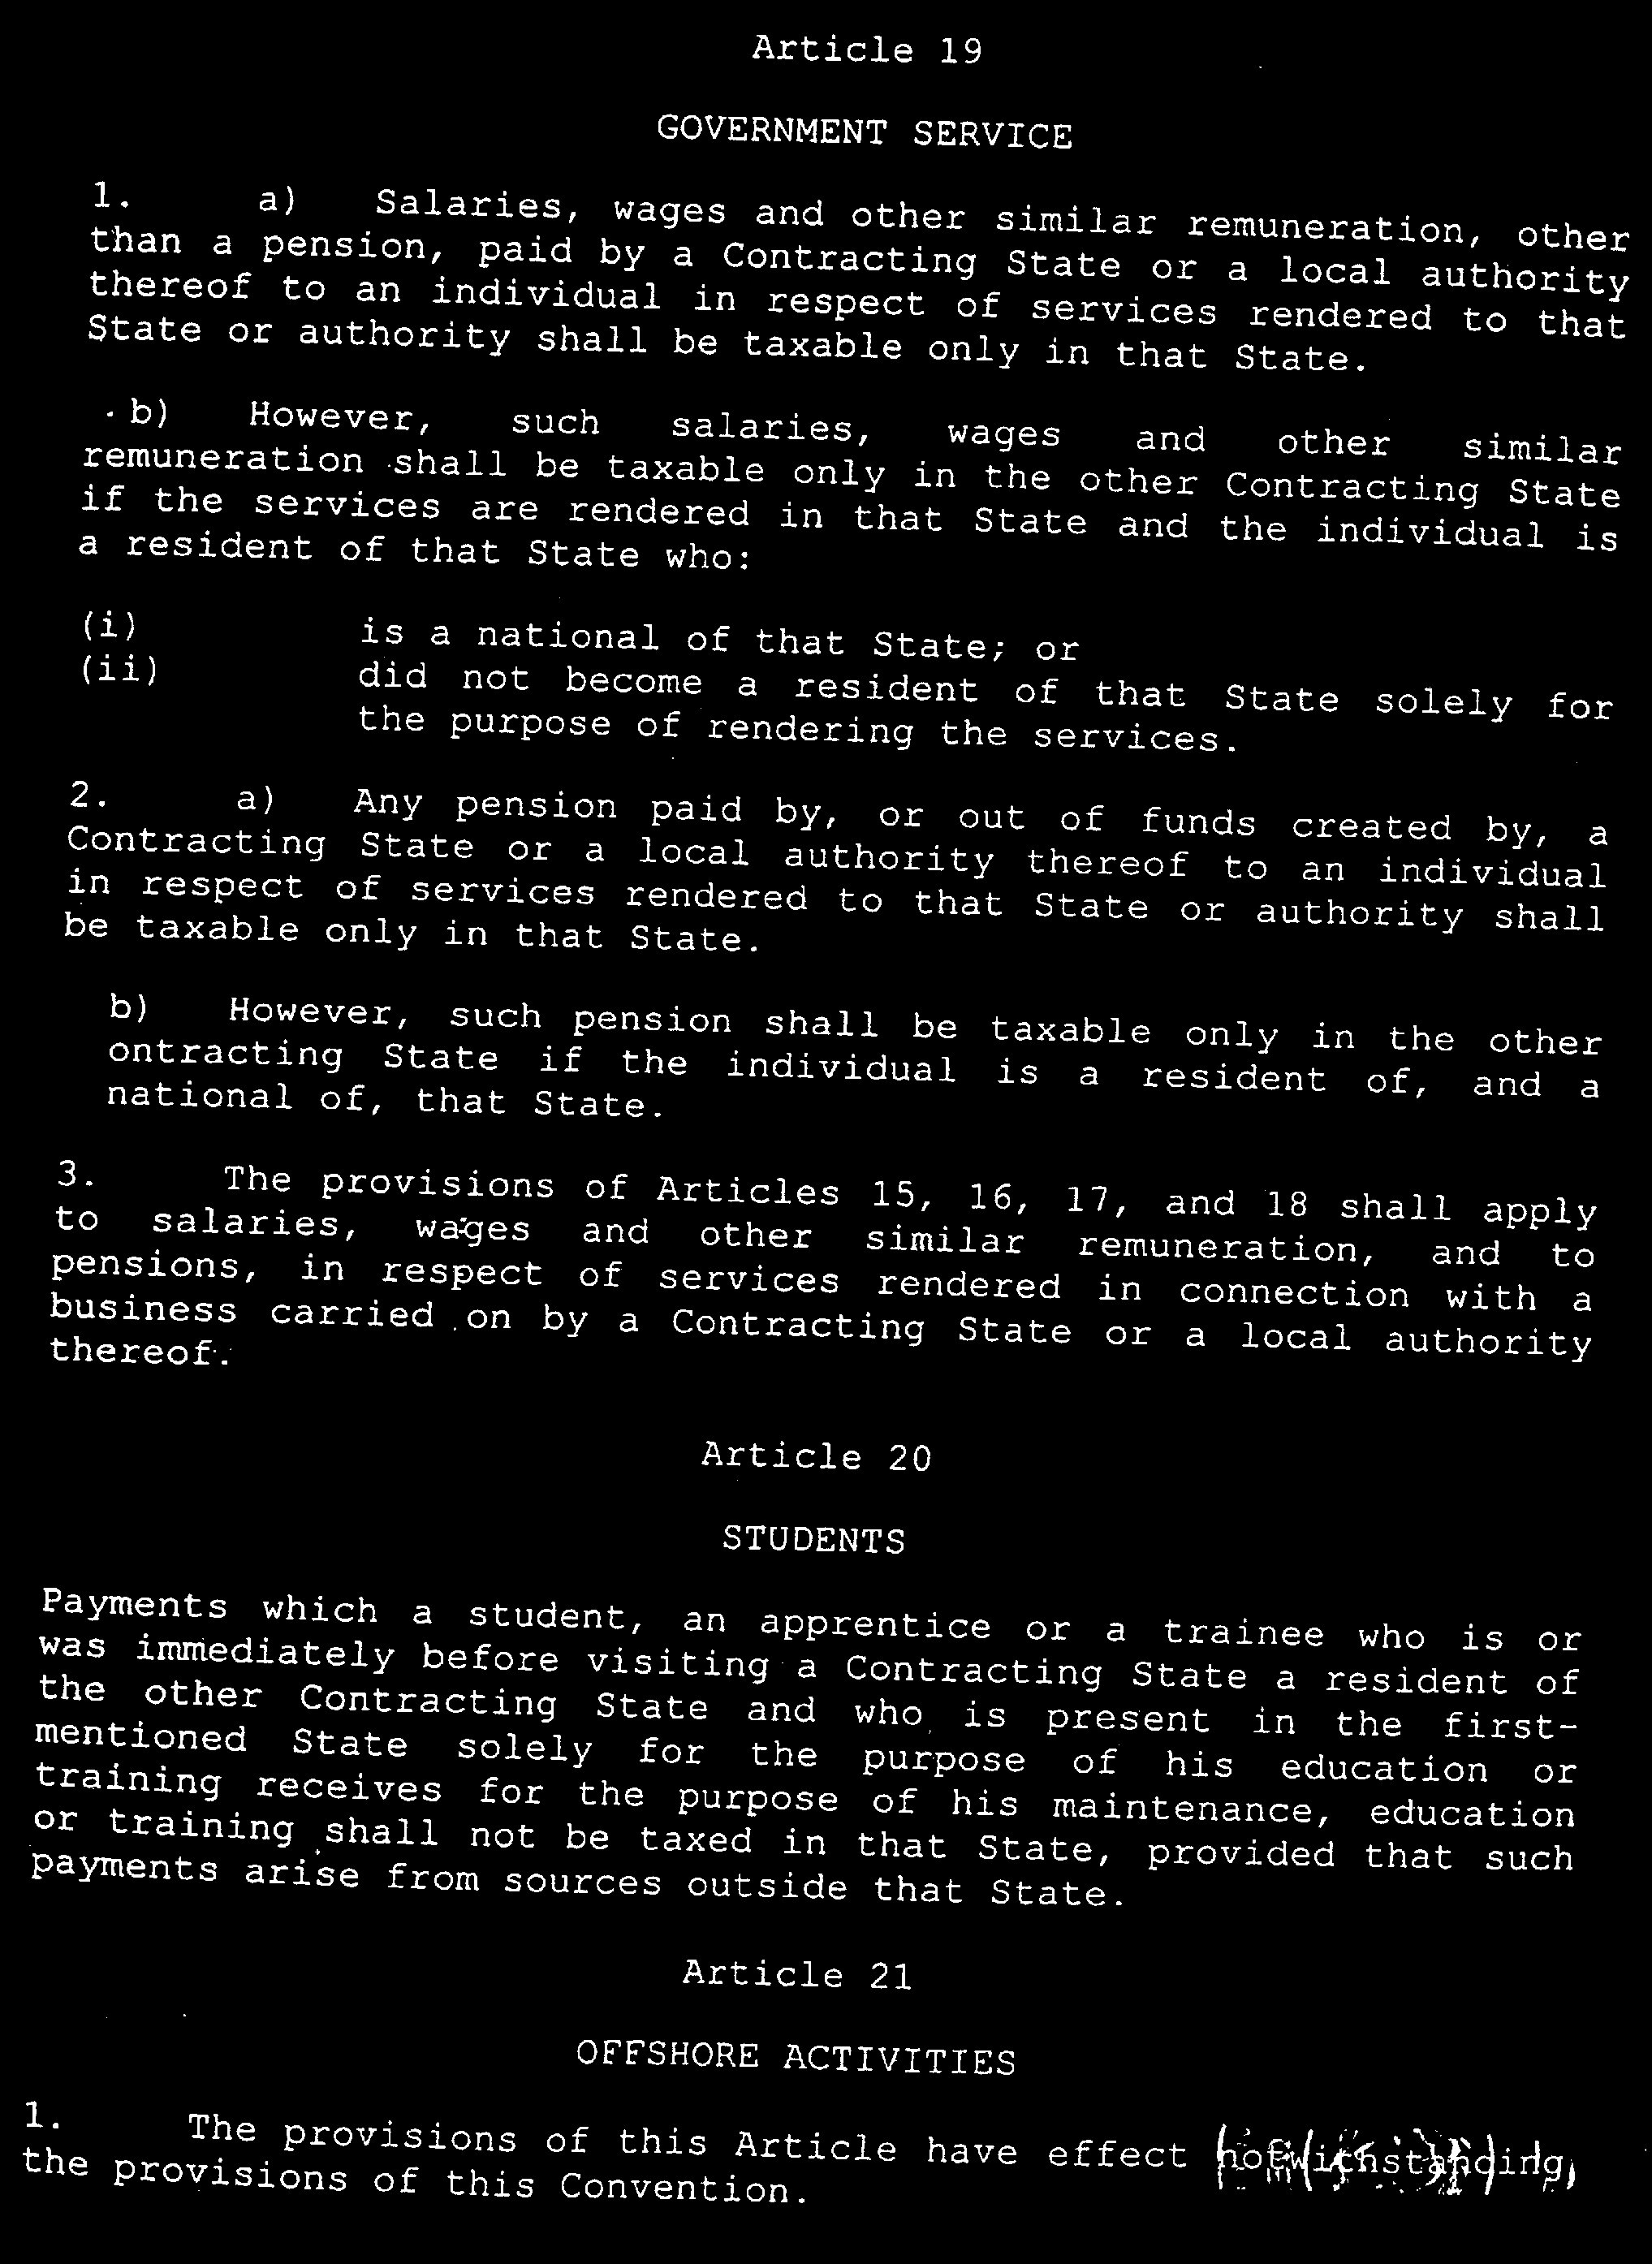 Article 19
GOVERNMENT SERVICE
1. a) Salaries, wages and other similar remuneration, other
than a pension, paid by a Contracting State or a local authority
thereof to an individual in respect of services rendered to that
State or authority shall be taxable only in that State.
b) However, such salaries, wages and other similar
remuneration shall be taxable only in the other Contracting State
if the services are rendered in that State and the individual is
a resident of that State who:
(i) is a national of that State; or
(ii) did not become a resident of that State solely for
the purpose of rendering the services.
2. a) Any pension paid by, or out of funds created by, a
Contracting State or a local authority thereof to an individual
in respect of services rendered to that State or authority shall
be taxable only in that State.
b) However, such pension shall be taxable only in the other
ontracting State if the individual is a resident of, and a
national of, that State.
3. The provisions of Articles 15, 16, 17, and 18 shall apply
to salaries, wages and other similar remuneration, and to
pensions, in respect of services rendered in connection with a
business carried on by a Contracting State or a local authority
thereof.
Article 20
STUDENTS
Payments which a student, an apprentice or a trainee who is or
was immediately before visiting a Contracting State a resident of
the other Contracting State and who is present in the first-
mentioned State solely for the purpose of his education or
training receives for the purpose of his maintenance, education
or training shall not be taxed in that State, provided that such
payments arise from sources outside that State.
Article 21
OFFSHORE ACTIVITIES
1. The provisions of this Article have effect notwithstanding
the provisions of this Convention.